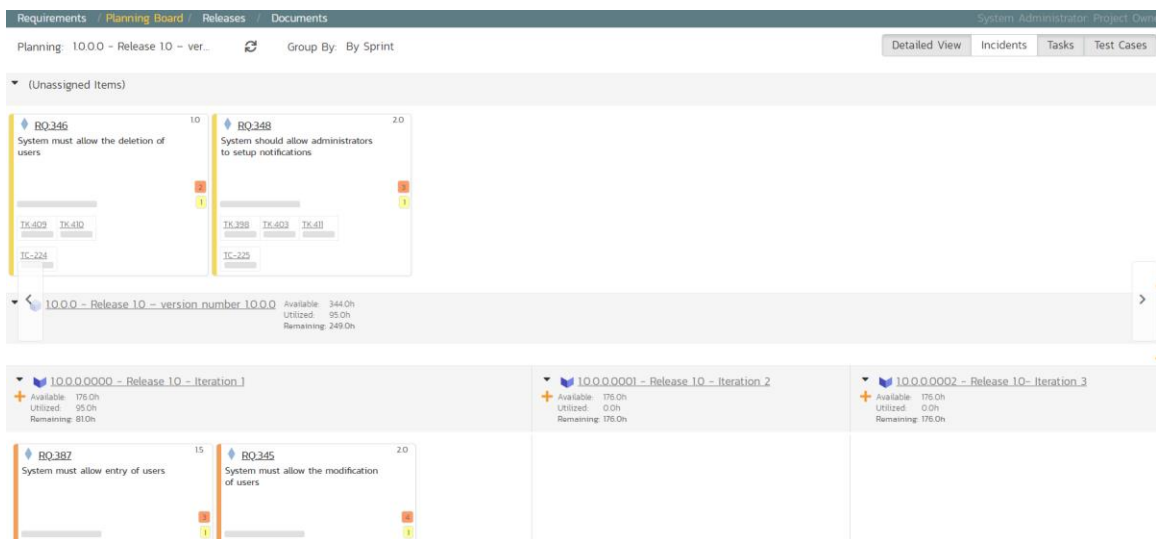 Requirements / Planning Board / Releases / Documents
System Administrator: Project Owne
Planning: 1.0.0.0 - Release 1.0 - ver... Group By: By Sprint
Detailed View Incidents Tasks Test Cases
(Unassigned Items)
RQ:346 1.0
System must allow the deletion of
users
2
1
TK:409 TK:410
TC-224
RQ:348 2.0
System should allow administrators
to setup notifications
3
1
TK:398 TK:403 TK:411
TC-225
1.0.0.0 - Release 1.0 - version number 1.0.0.0
Available: 344.0h
Utilized: 95.0h
Remaining: 249.0h
1.0.0.0.0000 - Release 1.0 - Iteration 1
Available: 176.0h
Utilized: 95.0h
Remaining: 81.0h
1.0.0.0.0001 - Release 1.0 - Iteration 2
Available: 176.0h
Utilized: 0.0h
Remaining: 176.0h
1.0.0.0.0002 - Release 1.0- Iteration 3
Available: 176.0h
Utilized: 0.0h
Remaining: 176.0h
RQ:387 1.5
System must allow entry of users
3
1
RQ:345 2.0
System must allow the modification
of users
4
1